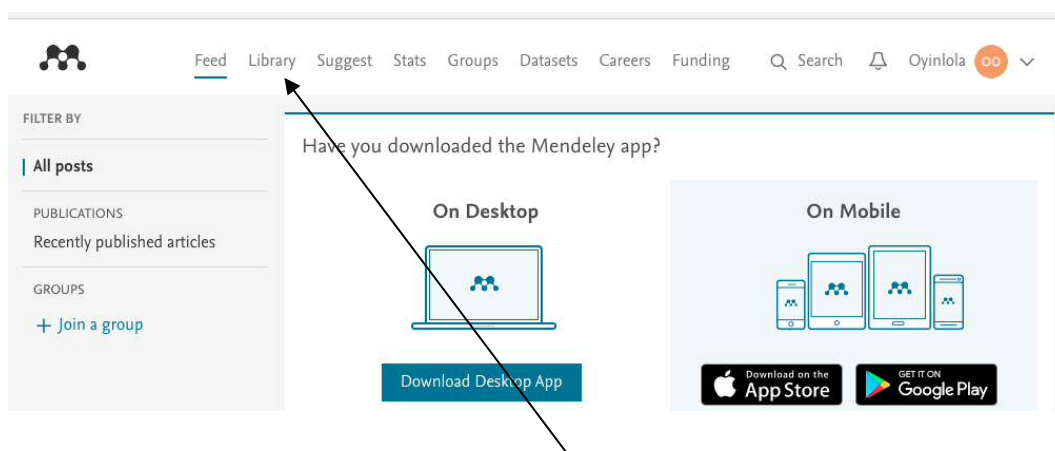 Feed Library Suggest Stats Groups Datasets Careers Funding Search Oyinlola OO
FILTER BY
All posts
PUBLICATIONS
Recently published articles
GROUPS
+ Join a group
Have you downloaded the Mendeley app?
On Desktop
Download Desktop App
On Mobile
Download on the
App Store
GET IT ON
Google Play